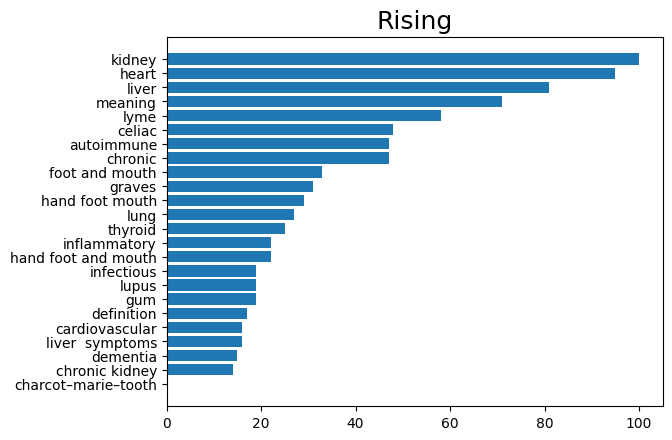 Rising
kidney
heart
liver
meaning
lyme
celiac
autoimmune
chronic
foot and mouth
graves
hand foot mouth
lung
thyroid
inflammatory
hand foot and mouth
infectious
lupus
gum
definition
cardiovascular
liver  symptoms
dementia
chronic kidney
charcot–marie–tooth
0 20 40 60 80 100